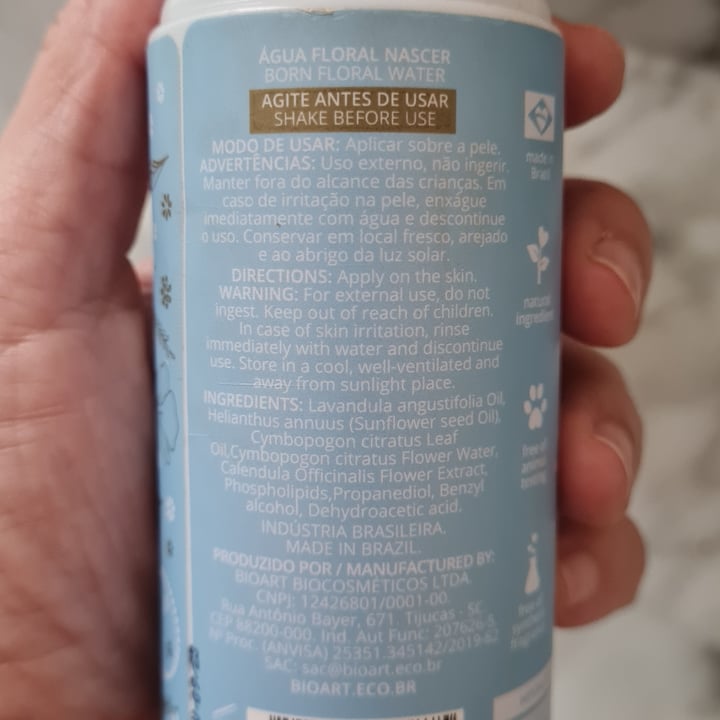 ÁGUA FLORAL NASCER
BORN FLORAL WATER
AGITE ANTES DE USAR
SHAKE BEFORE USE
MODO DE USAR: Aplicar sobre a pele.
ADVERTÊNCIAS: Uso externo, não ingerir.
Manter fora do alcance das crianças. Em
caso de irritação na pele, enxágue
imediatamente com água e descontinue
o uso. Conservar em local fresco, arejado
e ao abrigo da luz solar.
DIRECTIONS: Apply on the skin.
WARNING: For external use, do not
ingest. Keep out of reach of children.
In case of skin irritation, rinse
immediately with water and discontinue
use. Store in a cool, well-ventilated and
away from sunlight place.
INGREDIENTS: Lavandula angustifolia Oil,
Helianthus annuus (Sunflower seed Oil),
Cymbopogon citratus Leaf
Oil,Cymbopogon citratus Flower Water,
Calendula Officinalis Flower Extract,
Phospholipids,Propanediol, Benzyl
alcohol, Dehydroacetic acid.
INDÚSTRIA BRASILEIRA.
MADE IN BRAZIL.
PRODUZIDO POR / MANUFACTURED BY:
BIOART BIOCOSMÉTICOS LTDA.
CNPJ: 12426801/0001-00.
Rua Antônio Bayer, 671. Tijucas - SC.
CEP 88200-000. Ind. Aut Func: 207626-5.
Nº Proc. (ANVISA) 25351.345142/2019-62
SAC: sac@bioart.eco.br
BIOART.ECO.BR
made in
Brazil
natural
ingredient
free of
animal
testing
free of